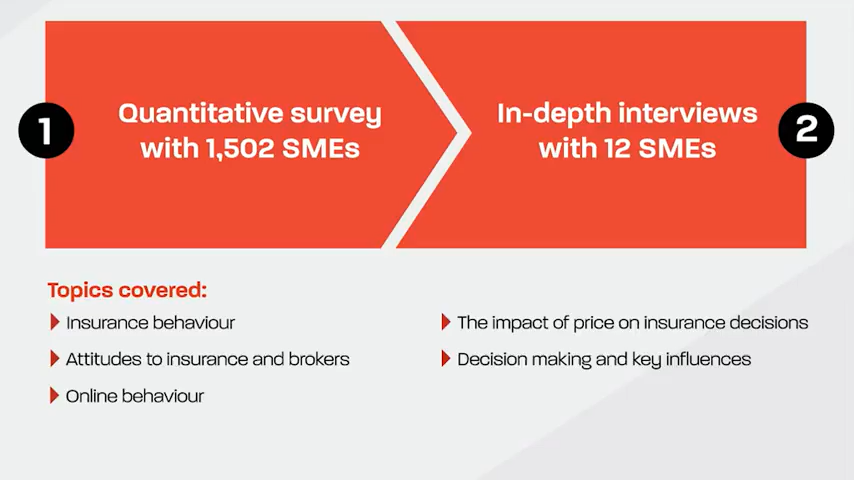 1
Quantitative survey
with 1,502 SMEs
In-depth interviews
with 12 SMEs
2
Topics covered:
Insurance behaviour
Attitudes to insurance and brokers
Online behaviour
The impact of price on insurance decisions
Decision making and key influences